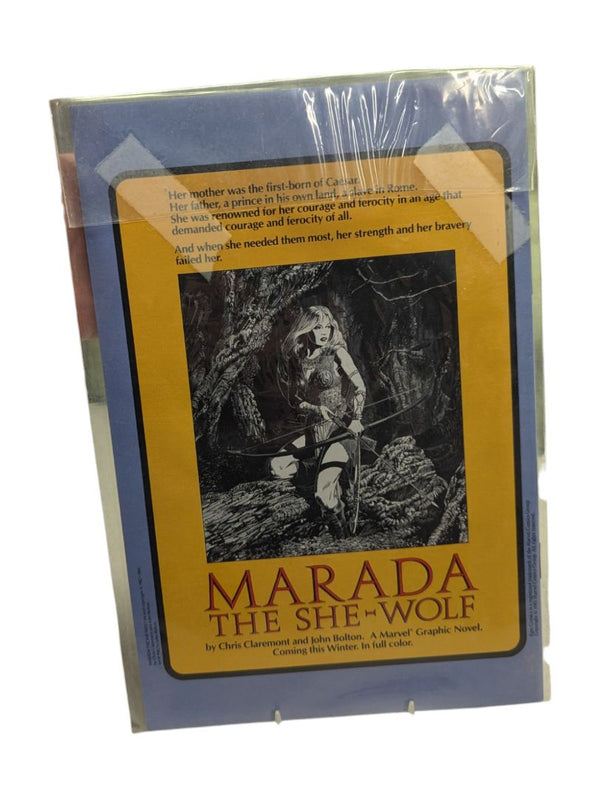 Her mother was the first-born of Caesar.
Her father, a prince in his own land, a slave in Rome.
She was renowned for her courage and ferocity in an age that
demanded courage and ferocity of all.
And when she needed them most, her strength and her bravery
failed her.
MARADA
THE SHE-WOLF
by Chris Claremont and John Bolton. A Marvel® Graphic Novel.
Coming this Winter. In full color.